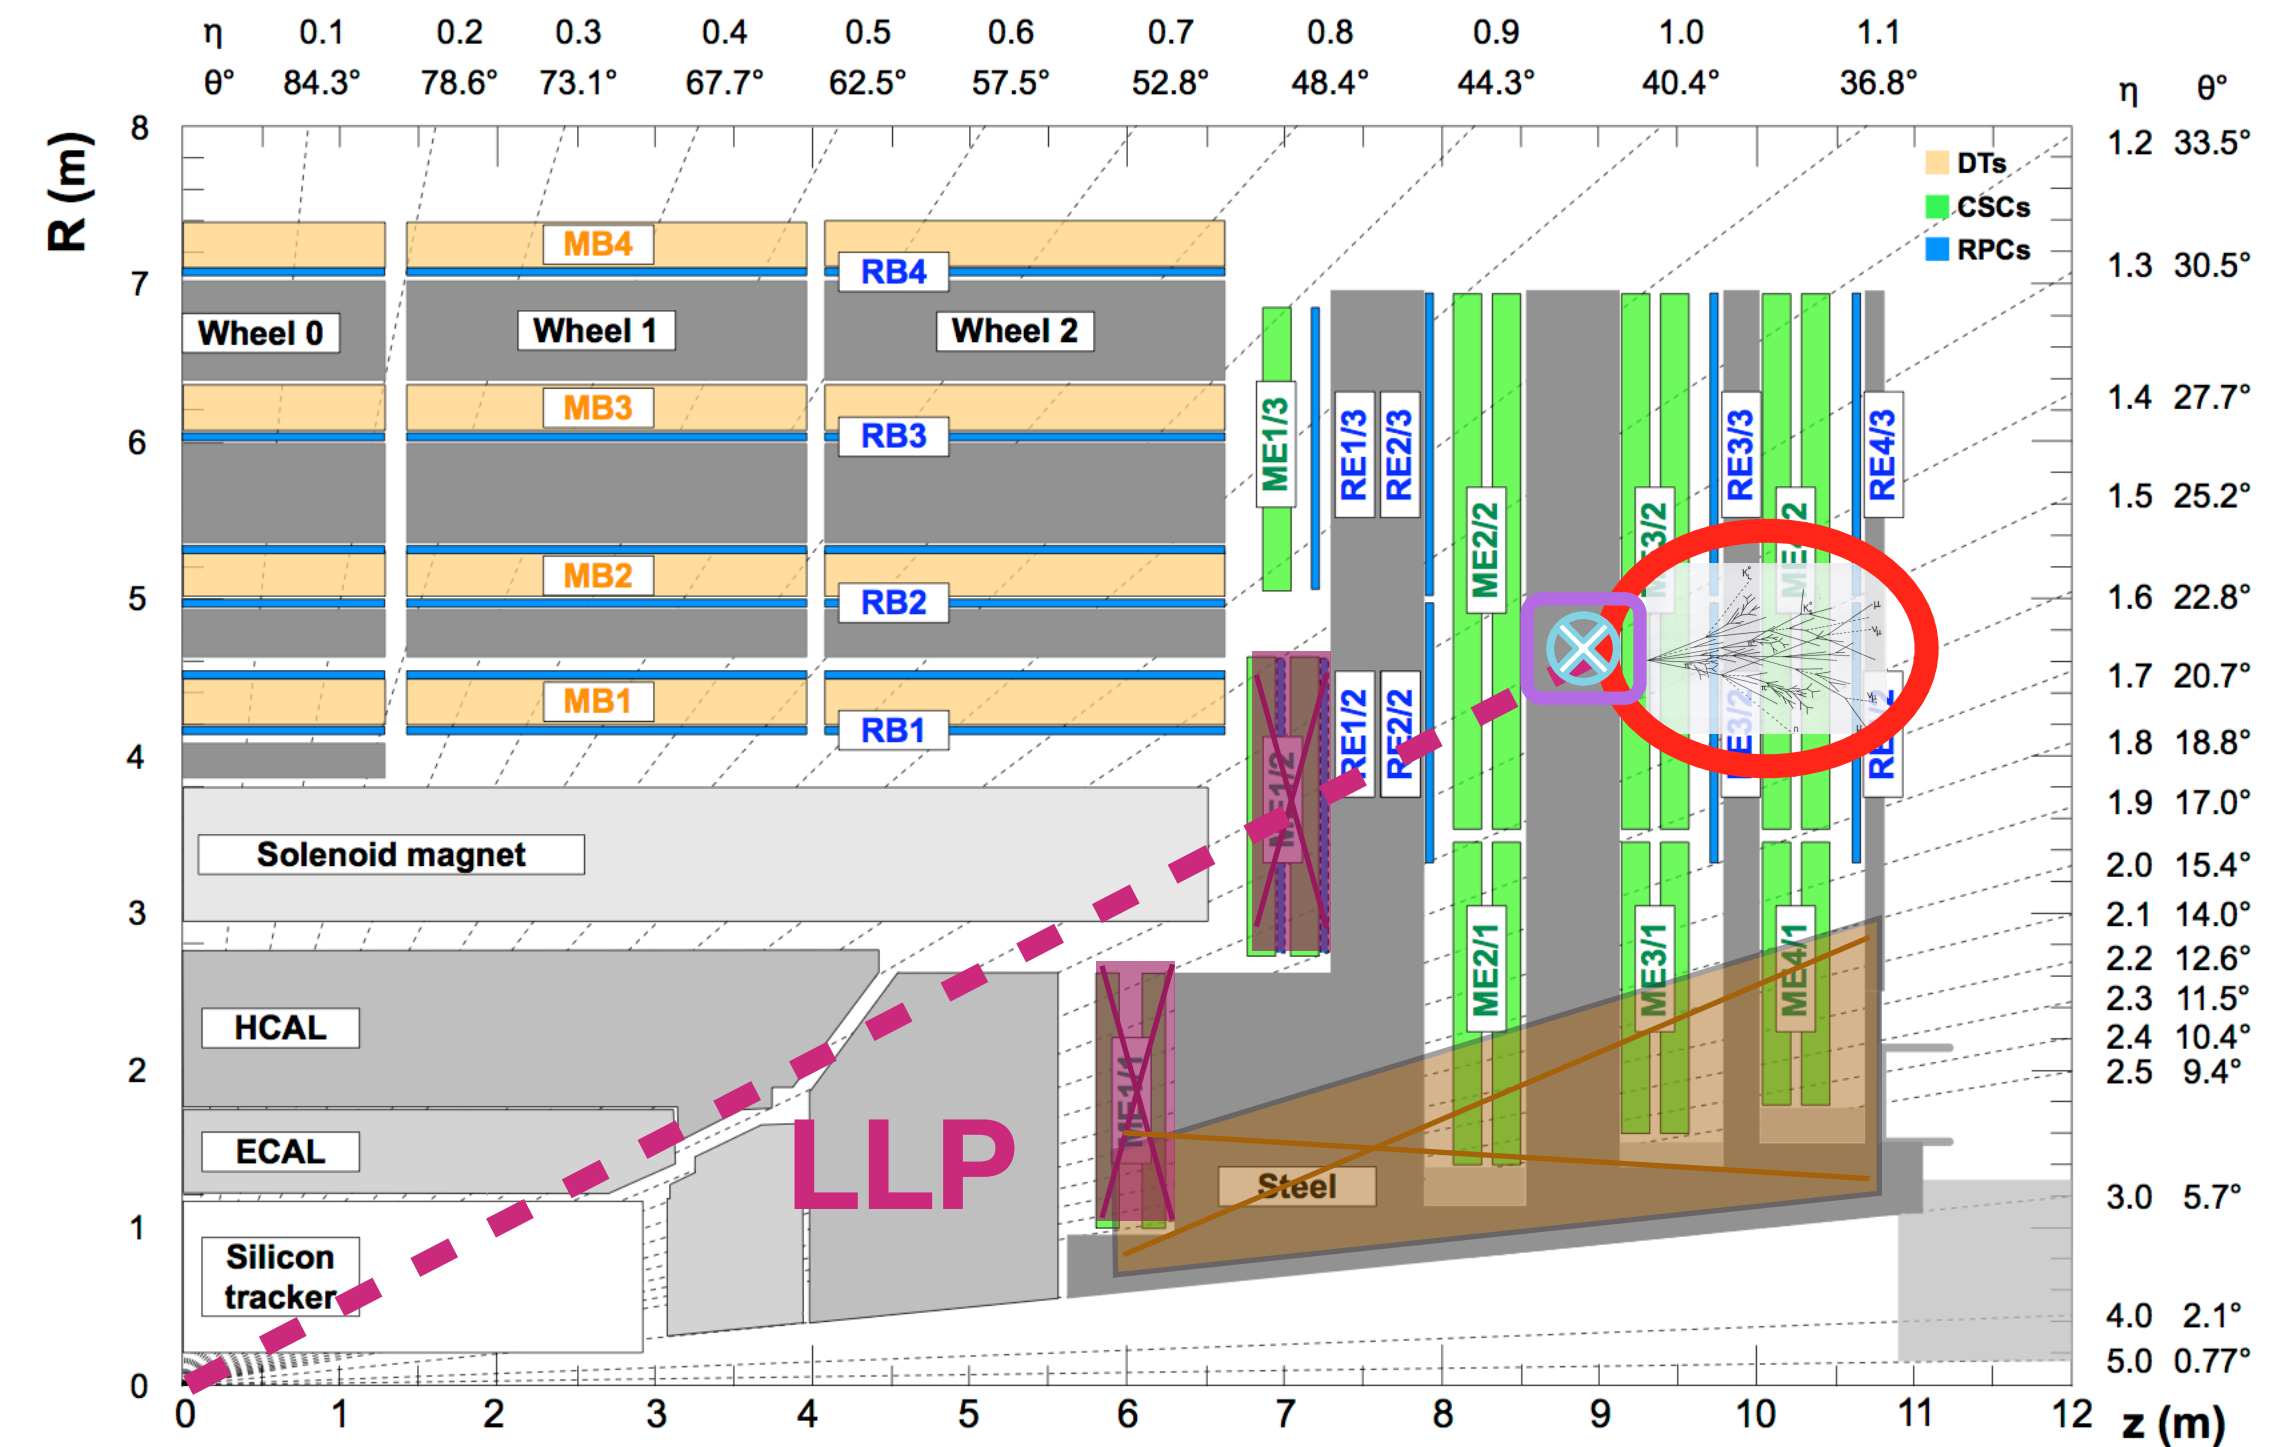 η 0.1 0.2 0.3 0.4 0.5 0.6 0.7 0.8 0.9 1.0 1.1
θ° 84.3° 78.6° 73.1° 67.7° 62.5° 57.5° 52.8° 48.4° 44.3° 40.4° 36.8°
η θ°
1.2 33.5°
1.3 30.5°
1.4 27.7°
1.5 25.2°
1.6 22.8°
1.7 20.7°
1.8 18.8°
1.9 17.0°
2.0 15.4°
2.1 14.0°
2.2 12.6°
2.3 11.5°
2.4 10.4°
2.5 9.4°
3.0 5.7°
4.0 2.1°
5.0 0.77°
R (m)
8
7
6
5
4
3
2
1
0
DTs
CSCs
RPCs
MB4
RB4
Wheel 0
Wheel 1
Wheel 2
MB3
RB3
MB2
RB2
MB1
RB1
ME1/3
RE1/3
RE2/3
ME2/2
RE3/3
RE4/3
ME1/2
RE1/2
RE2/2
Solenoid magnet
HCAL
ECAL
Silicon
tracker
LLP
ME1/1
ME2/1
ME3/1
ME4/1
Steel
0 1 2 3 4 5 6 7 8 9 10 11 12
z (m)